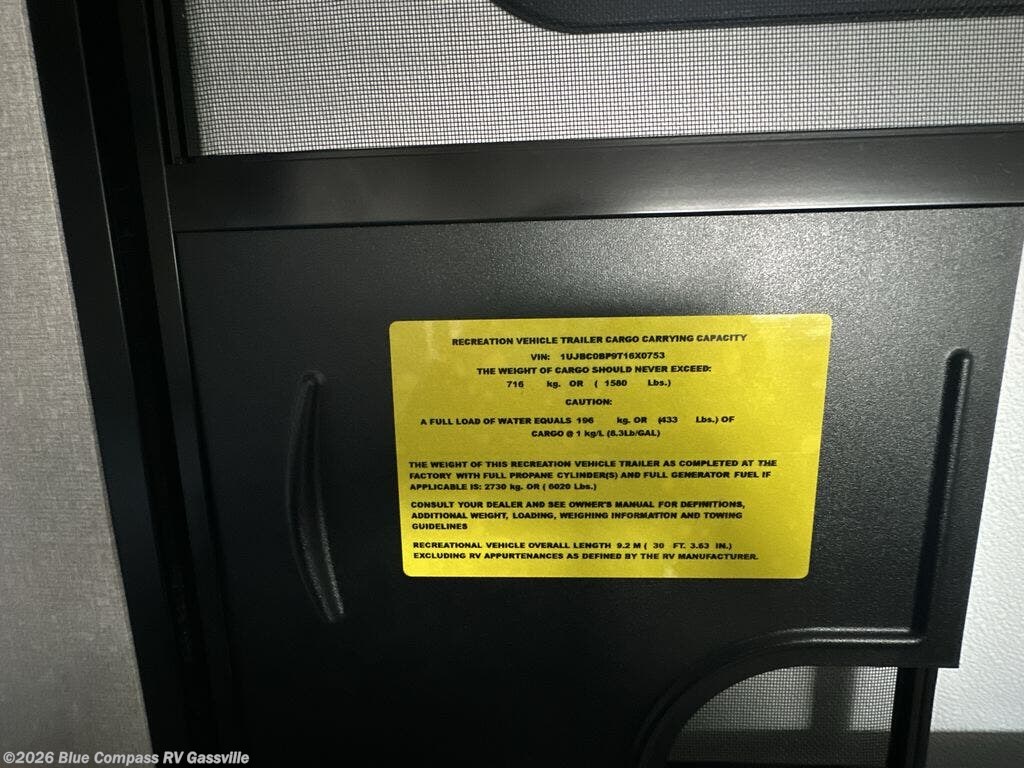 RECREATION VEHICLE TRAILER CARGO CARRYING CAPACITY
VIN: 1UJBC0BP9T16X0753
THE WEIGHT OF CARGO SHOULD NEVER EXCEED:
716 kg. OR ( 1580 Lbs.)
CAUTION:
A FULL LOAD OF WATER EQUALS 196 kg. OR (433 Lbs.) OF
CARGO @ 1 kg/L (8.3Lb/GAL)
THE WEIGHT OF THIS RECREATION VEHICLE TRAILER AS COMPLETED AT THE
FACTORY WITH FULL PROPANE CYLINDER(S) AND FULL GENERATOR FUEL IF
APPLICABLE IS: 2730 kg. OR ( 6020 Lbs.)
CONSULT YOUR DEALER AND SEE OWNER'S MANUAL FOR DEFINITIONS,
ADDITIONAL WEIGHT, LOADING, WEIGHING INFORMATION AND TOWING
GUIDELINES
RECREATIONAL VEHICLE OVERALL LENGTH 9.2 M ( 30 FT. 3.63 IN.)
EXCLUDING RV APPURTENANCES AS DEFINED BY THE RV MANUFACTURER.
©2026 Blue Compass RV Gassville